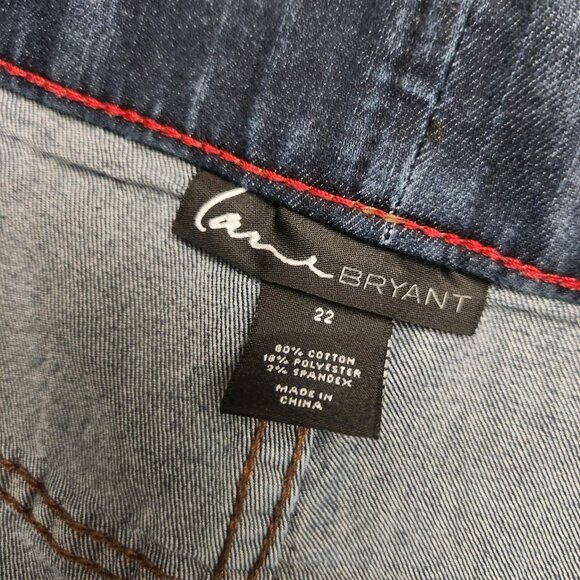 Lane BRYANT
22
80% COTTON
18% POLYESTER
2% SPANDEX
MADE IN
CHINA